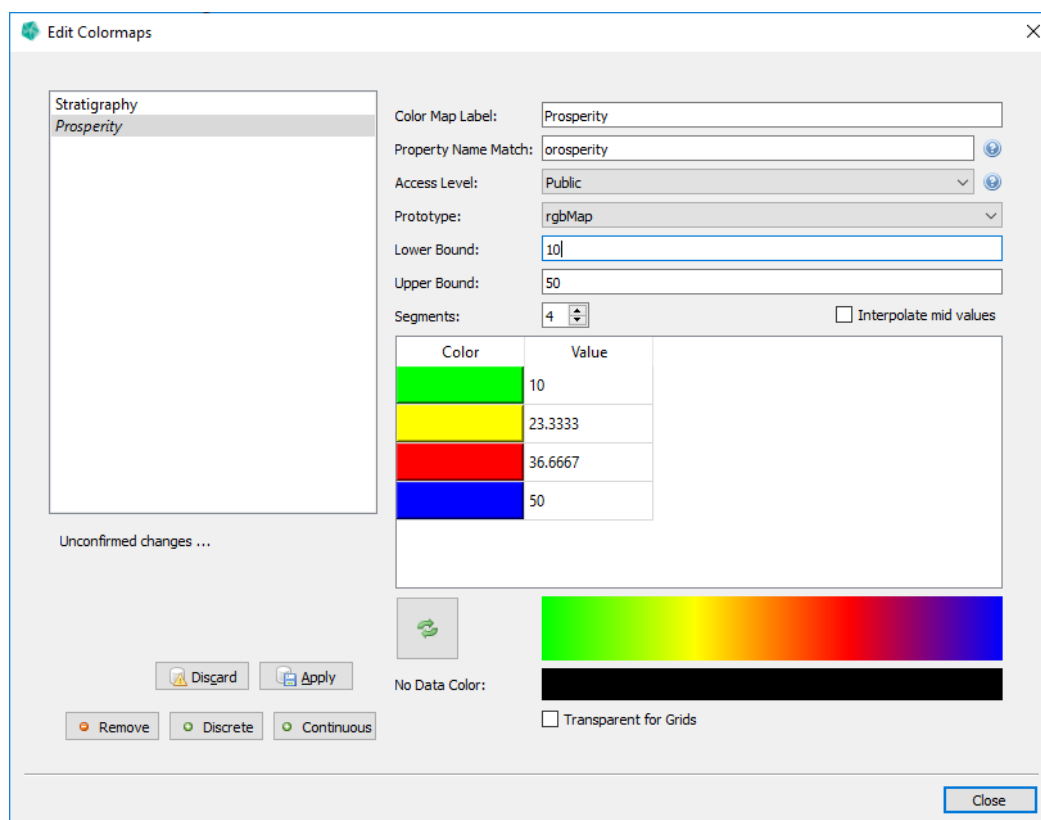 Edit Colormaps
Stratigraphy
Prosperity
Color Map Label: Prosperity
Property Name Match: orosperity
Access Level: Public
Prototype: rgbMap
Lower Bound: 10
Upper Bound: 50
Segments: 4 Interpolate mid values
Color Value
10
23.3333
36.6667
50
Unconfirmed changes ...
Discard Apply
No Data Color:
Remove Discrete Continuous
Transparent for Grids
Close